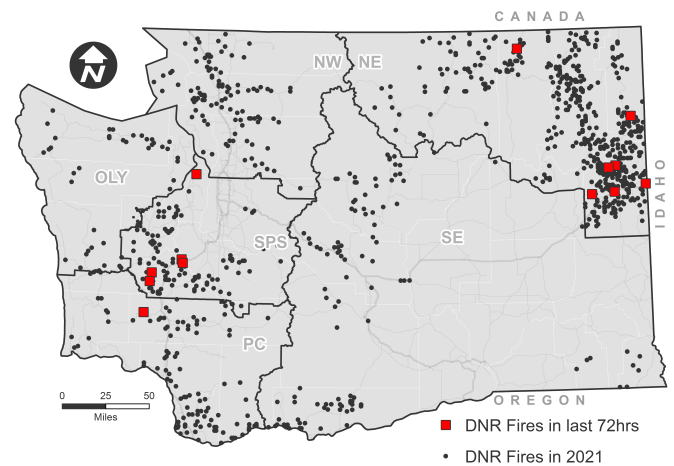 CANADA
NW NE
N
OLY
IDAHO
SPS
SE
PC
0 25 50
Miles
OREGON
DNR Fires in last 72hrs
DNR Fires in 2021